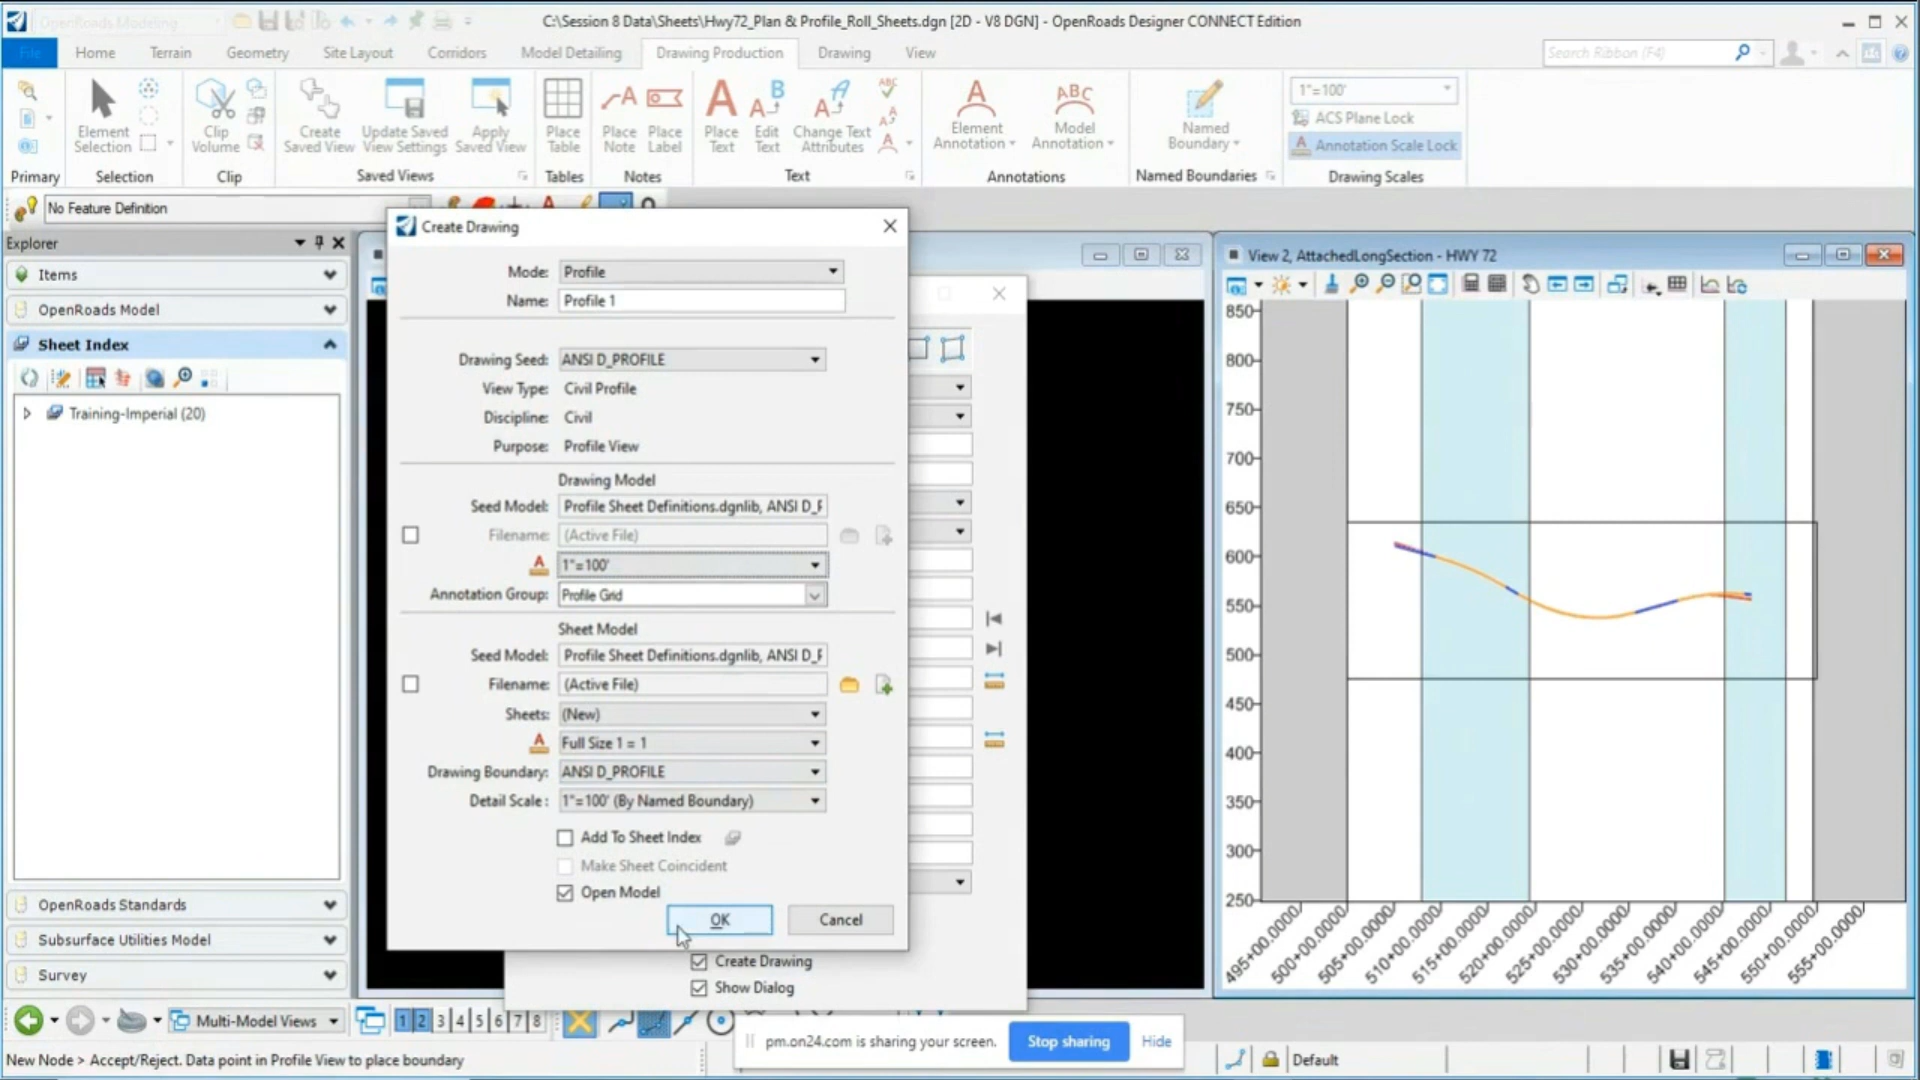 OpenRoads Modeling
C:\Session 8 Data\Sheets\Hwy72_Plan & Profile_Roll_Sheets.dgn [2D - V8 DGN] - OpenRoads Designer CONNECT Edition
File
Home
Terrain
Geometry
Site Layout
Corridors
Model Detailing
Drawing Production
Drawing
View
Search Ribbon (F4)
Element Selection
Clip Volume
Create Saved View
Update Saved View Settings
Apply Saved View
Place Table
Place Note
Place Label
Place Text
Edit Text
Change Text Attributes
Element Annotation
Model Annotation
Named Boundary
1"=100'
ACS Plane Lock
Annotation Scale Lock
Primary
Selection
Clip
Saved Views
Tables
Notes
Text
Annotations
Named Boundaries
Drawing Scales
No Feature Definition
Explorer
Items
OpenRoads Model
Sheet Index
Training-Imperial (20)
OpenRoads Standards
Subsurface Utilities Model
Survey
Create Drawing
Mode: Profile
Name: Profile 1
Drawing Seed: ANSI D_PROFILE
View Type: Civil Profile
Discipline: Civil
Purpose: Profile View
Drawing Model
Seed Model: Profile Sheet Definitions.dgnlib, ANSI D_P
Filename: (Active File)
1"=100'
Annotation Group: Profile Grid
Sheet Model
Seed Model: Profile Sheet Definitions.dgnlib, ANSI D_P
Filename: (Active File)
Sheets: (New)
Full Size 1 = 1
Drawing Boundary: ANSI D_PROFILE
Detail Scale : 1"=100' (By Named Boundary)
Add To Sheet Index
Make Sheet Coincident
Open Model
OK
Cancel
Create Drawing
Show Dialog
View 2, AttachedLongSection - HWY 72
850
800
750
700
650
600
550
500
450
400
350
300
250
495+00.0000
500+00.0000
505+00.0000
510+00.0000
515+00.0000
520+00.0000
525+00.0000
530+00.0000
535+00.0000
540+00.0000
545+00.0000
550+00.0000
555+00.0000
Multi-Model Views
1 2 3 4 5 6 7 8
pm.on24.com is sharing your screen.
Stop sharing
Hide
New Node > Accept/Reject. Data point in Profile View to place boundary
Default